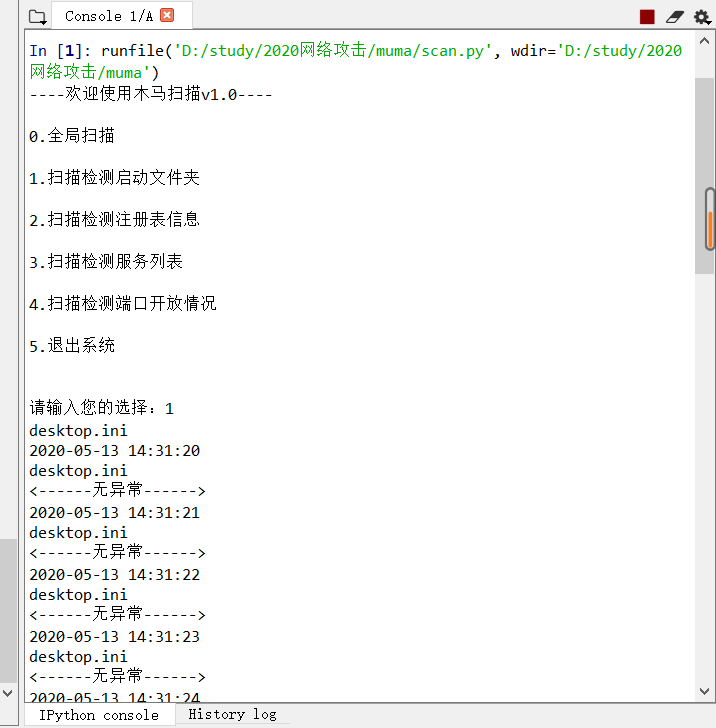 Console 1/A
In [1]: runfile('D:/study/2020网络攻击/muma/scan.py', wdir='D:/study/2020
网络攻击/muma')
----欢迎使用木马扫描v1.0----
0.全局扫描
1.扫描检测启动文件夹
2.扫描检测注册表信息
3.扫描检测服务列表
4.扫描检测端口开放情况
5.退出系统
请输入您的选择: 1
desktop.ini
2020-05-13 14:31:20
desktop.ini
<------无异常------>
2020-05-13 14:31:21
desktop.ini
<------无异常------>
2020-05-13 14:31:22
desktop.ini
<------无异常------>
2020-05-13 14:31:23
desktop.ini
<------无异常------>
2020-05-13 14:31:24
IPython console
History log